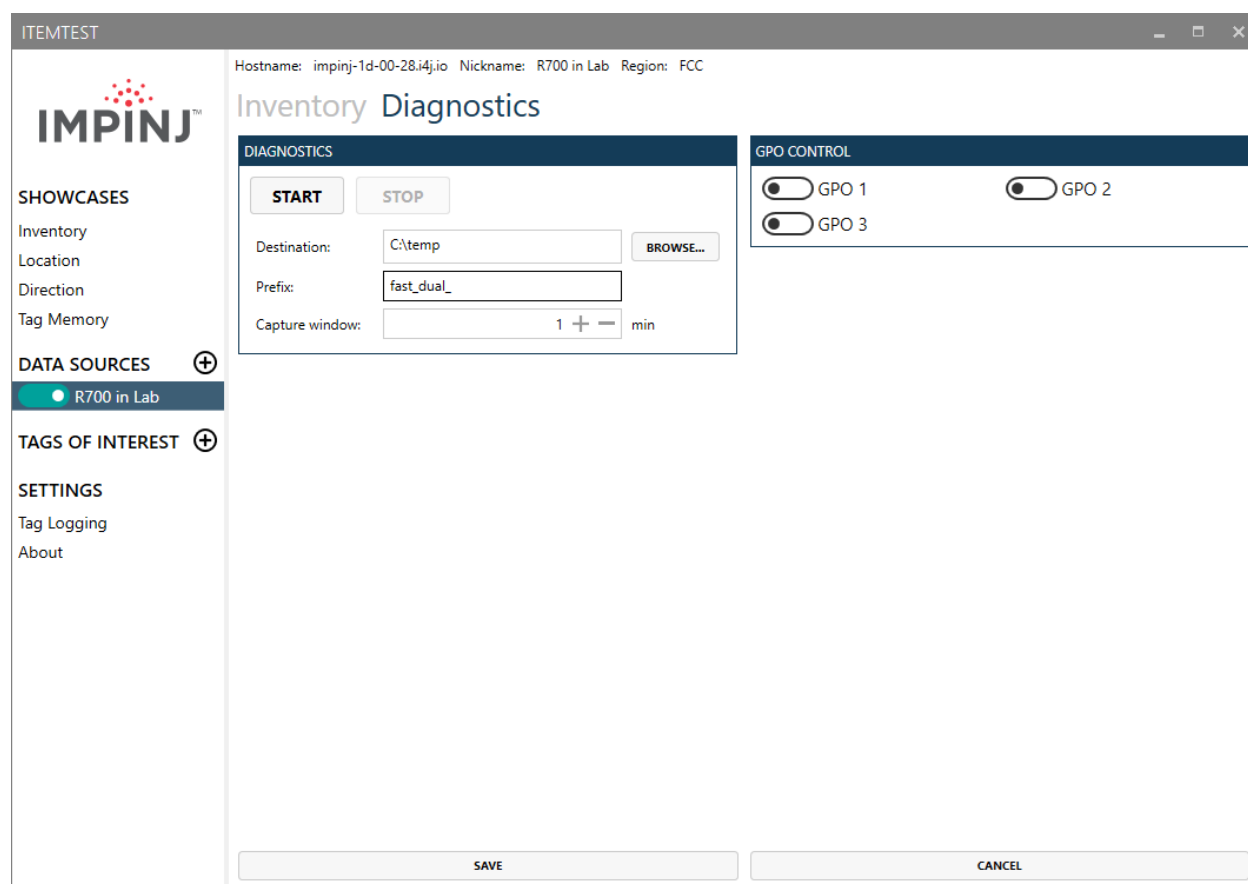 ITEMTEST
IMPINJ™
SHOWCASES
Inventory
Location
Direction
Tag Memory
DATA SOURCES
R700 in Lab
TAGS OF INTEREST
SETTINGS
Tag Logging
About
Hostname: impinj-1d-00-28.i4j.io Nickname: R700 in Lab Region: FCC
Inventory Diagnostics
DIAGNOSTICS
START STOP
Destination: C:\temp BROWSE...
Prefix: fast_dual_
Capture window: 1 min
GPO CONTROL
GPO 1 GPO 2
GPO 3
SAVE CANCEL